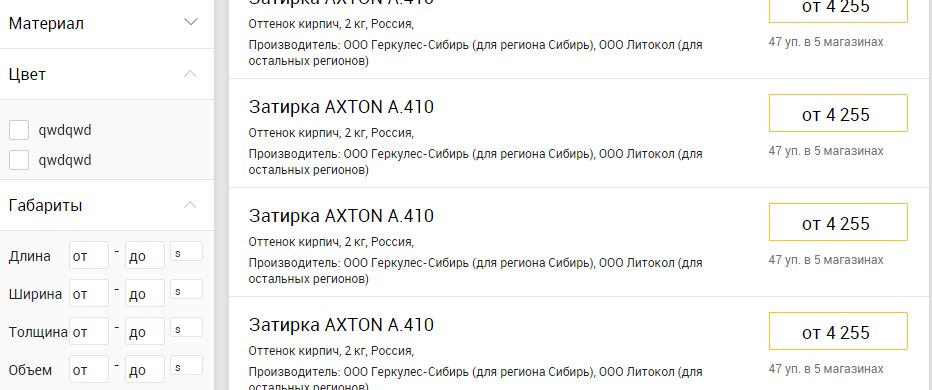 Материал
Цвет
qwdqwd
qwdqwd
Габариты
Длина от - до s
Ширина от - до s
Толщина от - до s
Объем от - до s
Затирка AXTON A.410
от 4 255
Оттенок кирпич, 2 кг, Россия,
47 уп. в 5 магазинах
Производитель: ООО Геркулес-Сибирь (для региона Сибирь), ООО Литокол (для
остальных регионов)
Затирка AXTON A.410
от 4 255
Оттенок кирпич, 2 кг, Россия,
47 уп. в 5 магазинах
Производитель: ООО Геркулес-Сибирь (для региона Сибирь), ООО Литокол (для
остальных регионов)
Затирка AXTON A.410
от 4 255
Оттенок кирпич, 2 кг, Россия,
47 уп. в 5 магазинах
Производитель: ООО Геркулес-Сибирь (для региона Сибирь), ООО Литокол (для
остальных регионов)
Затирка AXTON A.410
от 4 255
Оттенок кирпич, 2 кг, Россия,
47 уп. в 5 магазинах
Производитель: ООО Геркулес-Сибирь (для региона Сибирь), ООО Литокол (для
остальных регионов)